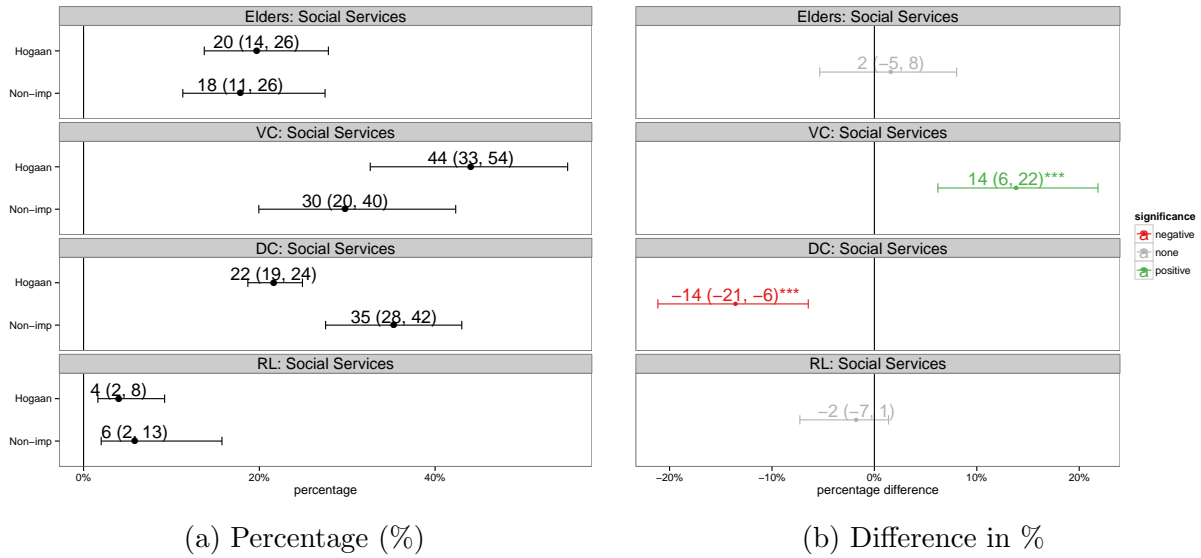 Elders: Social Services
Hogaan
20 (14, 26)
Non−imp
18 (11, 26)
VC: Social Services
Hogaan
44 (33, 54)
Non−imp
30 (20, 40)
DC: Social Services
Hogaan
22 (19, 24)
Non−imp
35 (28, 42)
RL: Social Services
Hogaan
4 (2, 8)
Non−imp
6 (2, 13)
0% 20% 40%
percentage
(a) Percentage (%)
Elders: Social Services
2 (−5, 8)
VC: Social Services
14 (6, 22)***
DC: Social Services
−14 (−21, −6)***
RL: Social Services
−2 (−7, 1)
−20% −10% 0% 10% 20%
percentage difference
significance
a negative
a none
a positive
(b) Difference in %